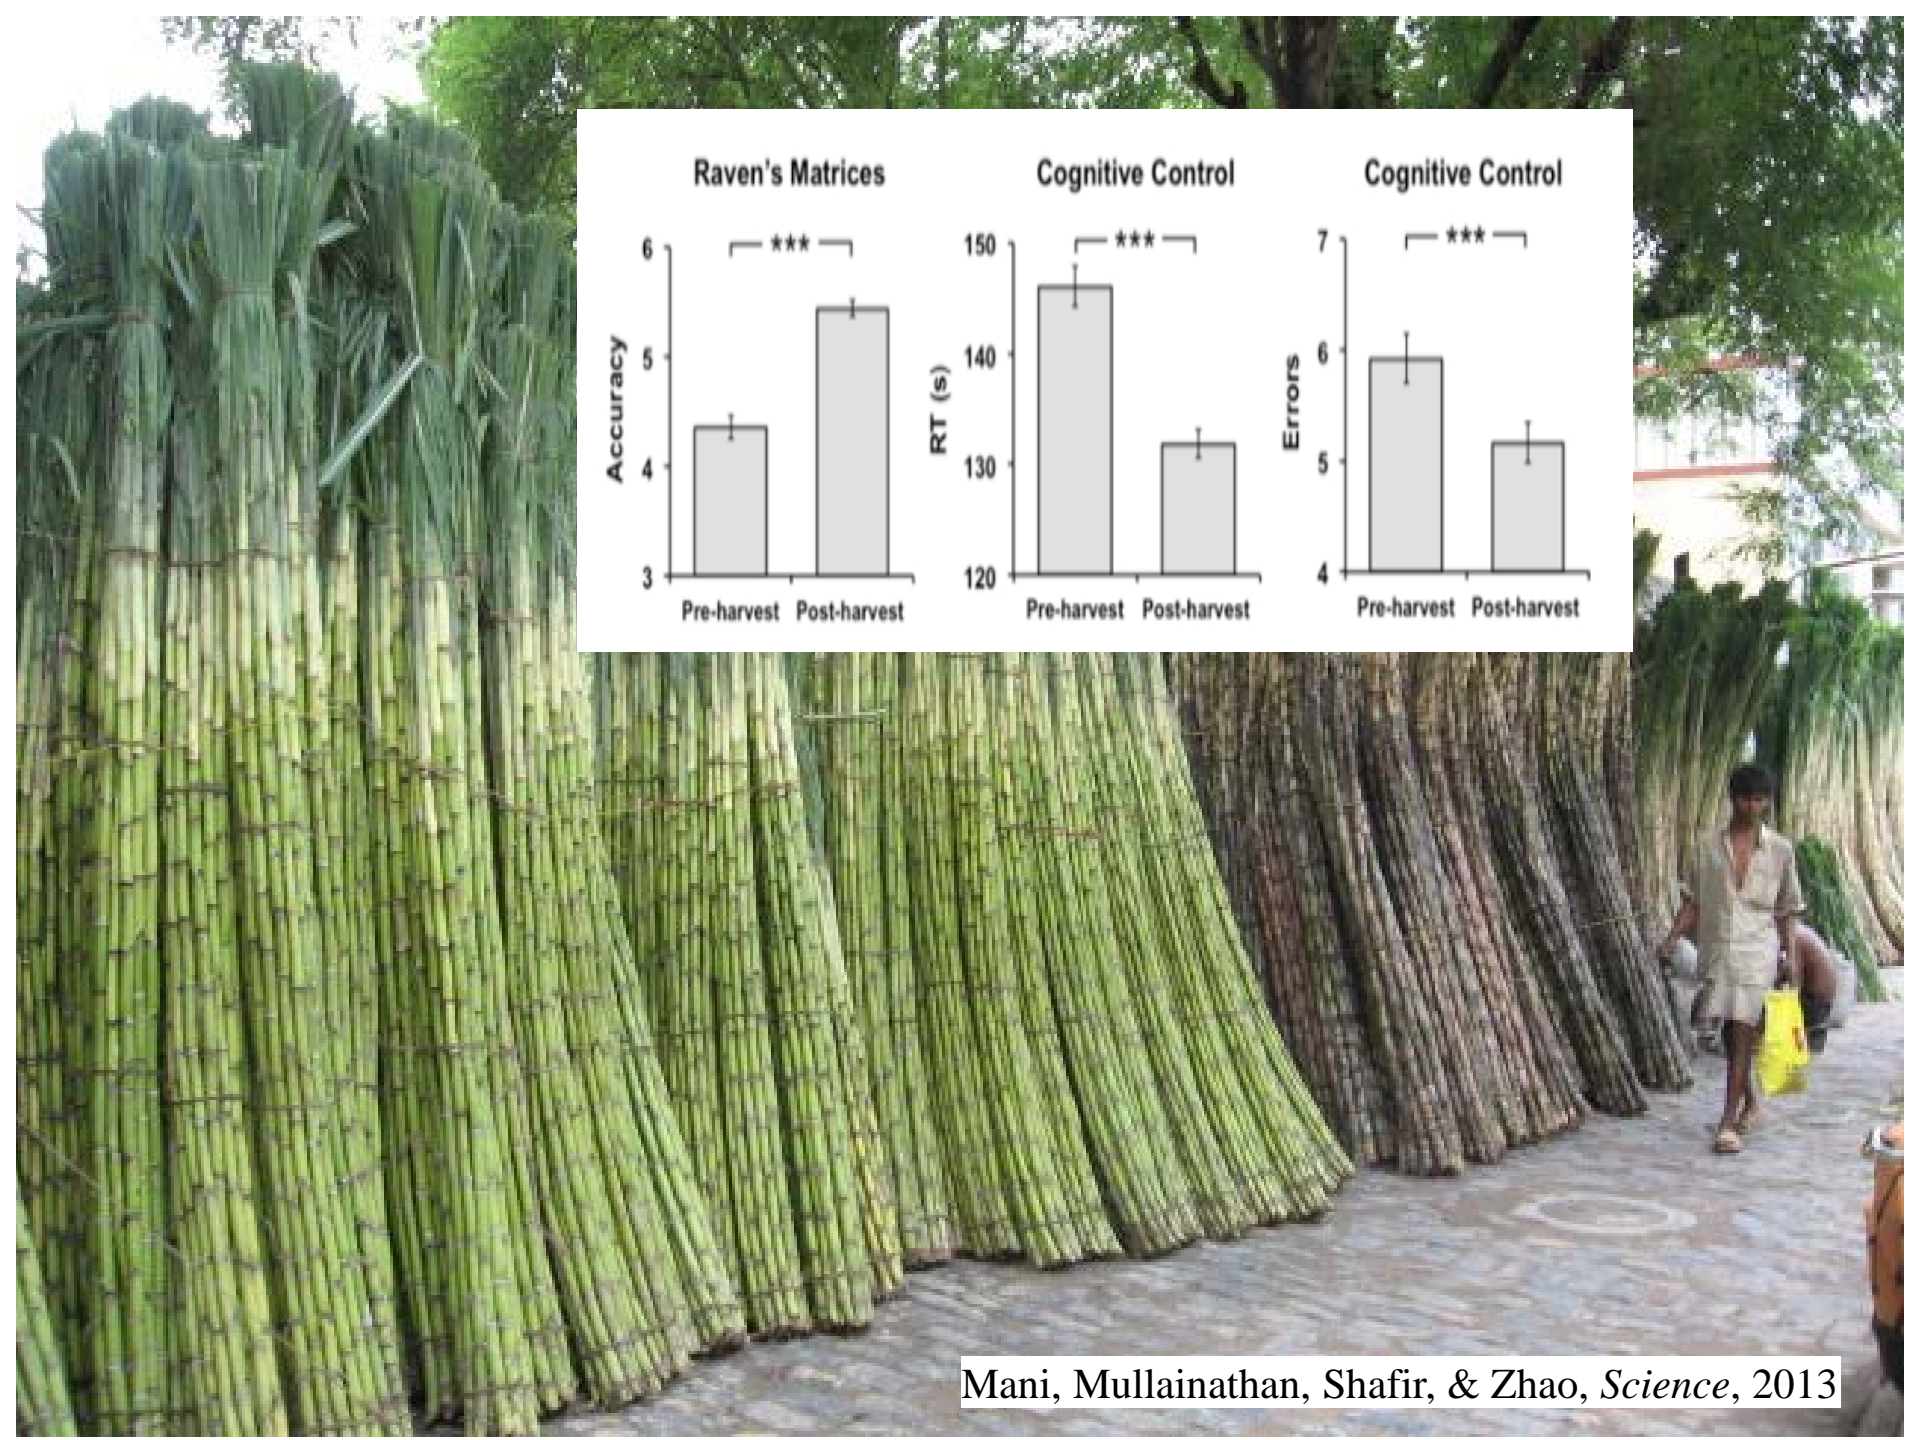 Raven's Matrices
Accuracy
6
5
4
3
***
Pre-harvest Post-harvest
Cognitive Control
RT (s)
150
140
130
120
***
Pre-harvest Post-harvest
Cognitive Control
Errors
7
6
5
4
***
Pre-harvest Post-harvest
Mani, Mullainathan, Shafir, & Zhao, Science, 2013